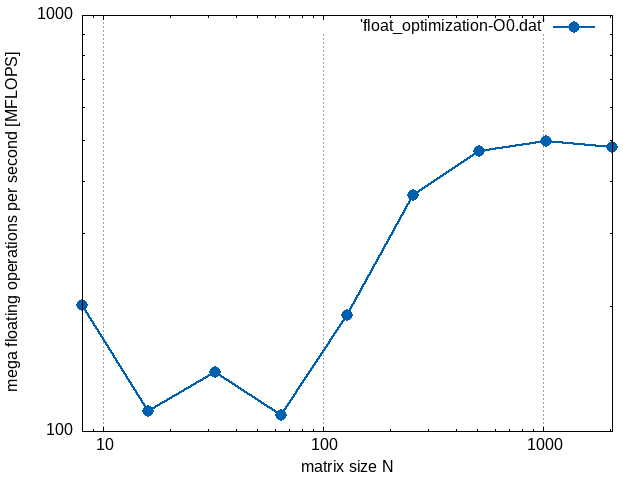 1000
'float_optimization-O0.dat'
mega floating operations per second [MFLOPS]
100
10 100 1000
matrix size N